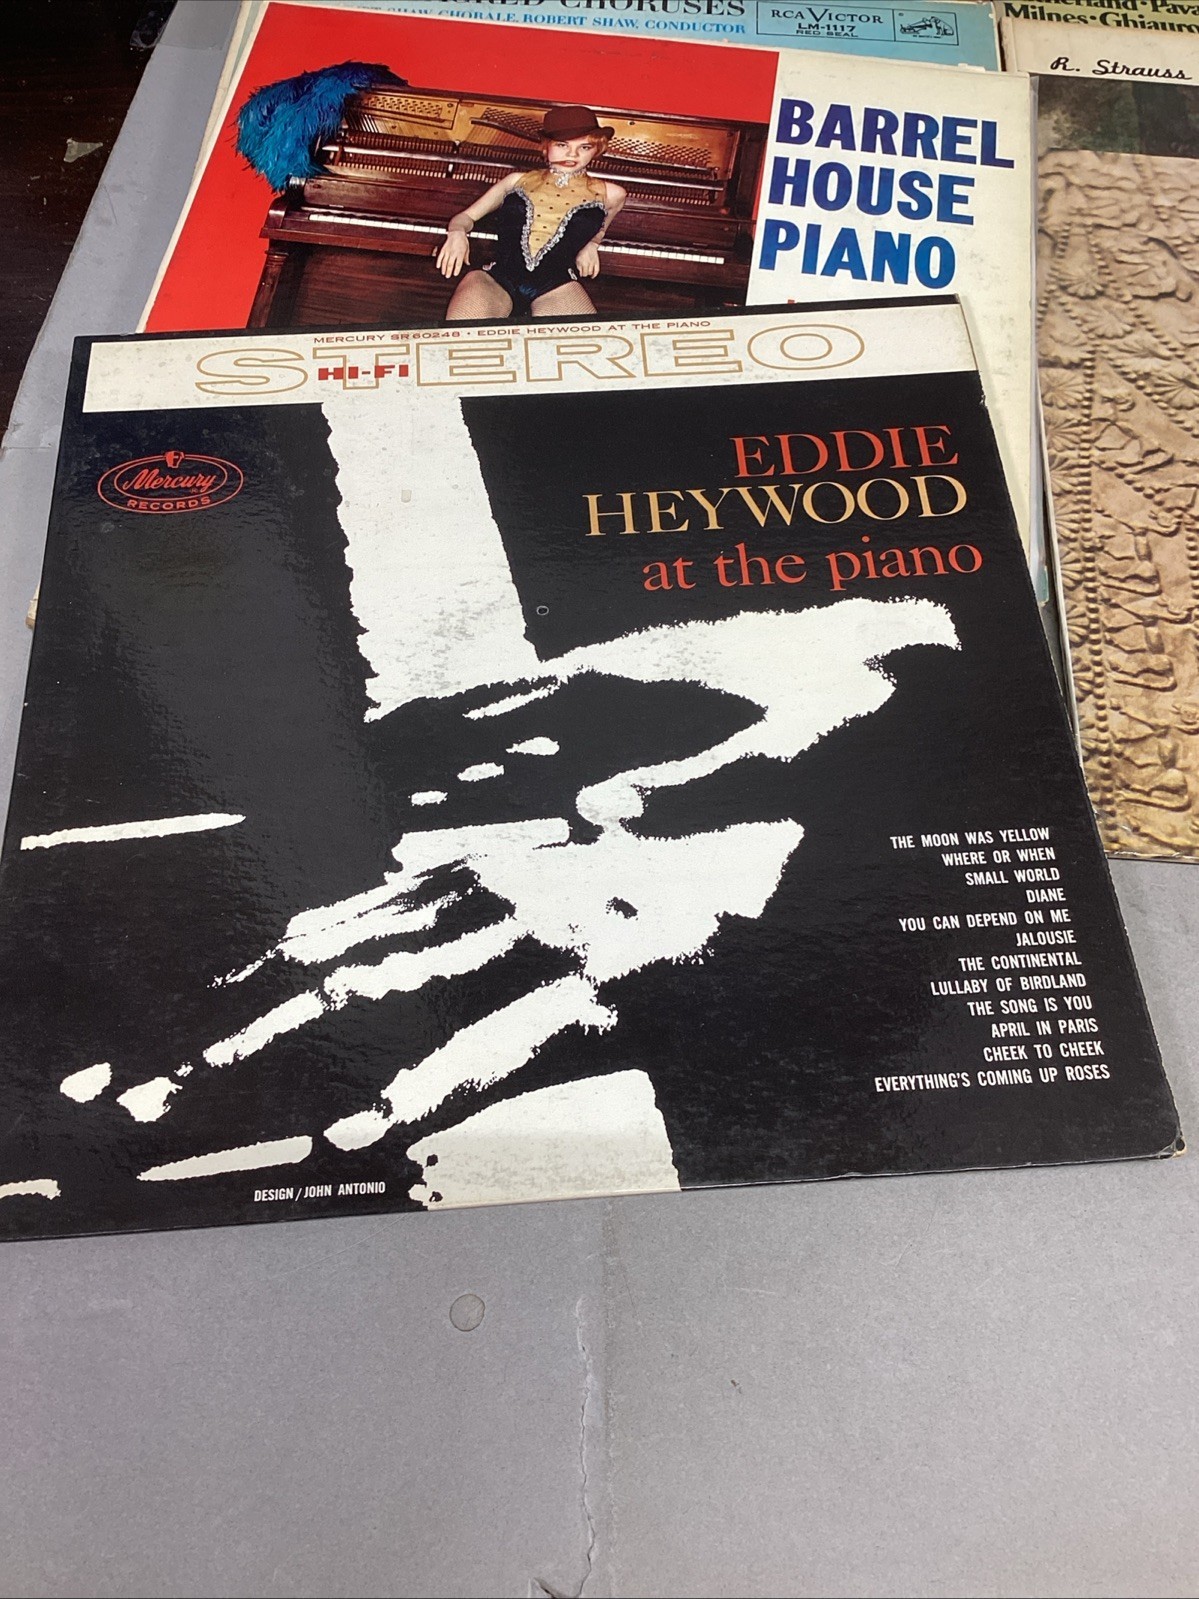 CHORUSES
SHAW CHORALE, ROBERT SHAW, CONDUCTOR
RCA VICTOR
LM-1117
RED SEAL
Milnes·Ghiaurov
R. Strauss
BARREL
HOUSE
PIANO
MERCURY SR60248 · EDDIE HEYWOOD AT THE PIANO
STEREO
HI-FI
Mercury
RECORDS
EDDIE
HEYWOOD
at the piano
THE MOON WAS YELLOW
WHERE OR WHEN
SMALL WORLD
DIANE
YOU CAN DEPEND ON ME
JALOUSIE
THE CONTINENTAL
LULLABY OF BIRDLAND
THE SONG IS YOU
APRIL IN PARIS
CHEEK TO CHEEK
EVERYTHING'S COMING UP ROSES
DESIGN/JOHN ANTONIO